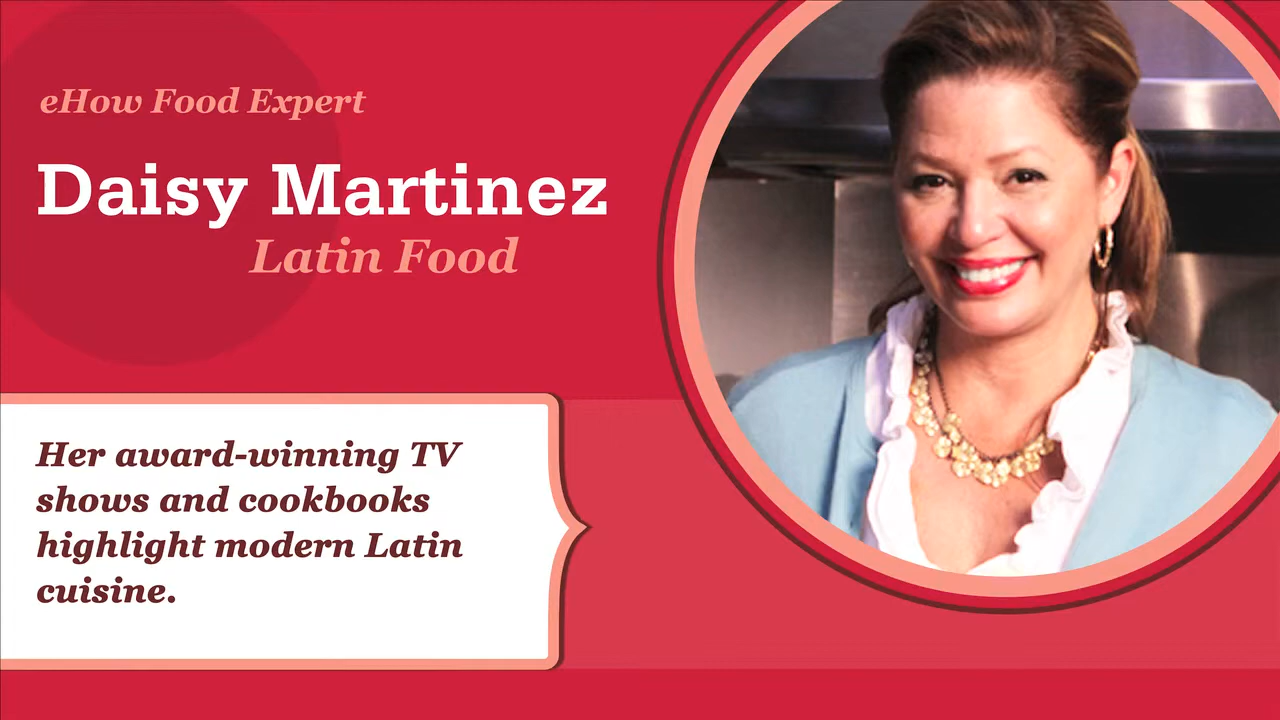 eHow Food Expert
Daisy Martinez
Latin Food
Her award-winning TV
shows and cookbooks
highlight modern Latin
cuisine.